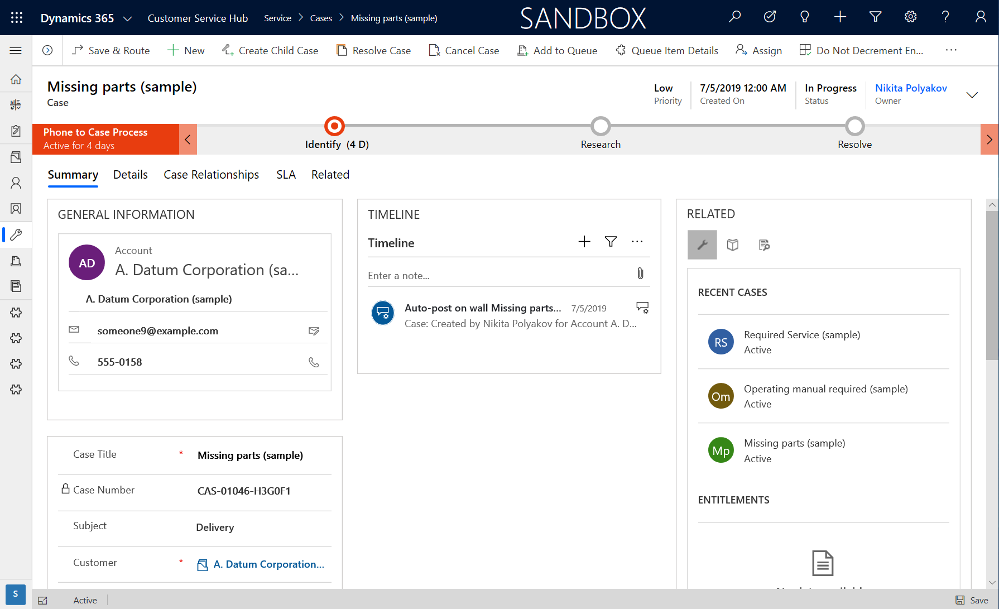 Dynamics 365 Customer Service Hub Service Cases Missing parts (sample) SANDBOX
Save & Route New Create Child Case Resolve Case Cancel Case Add to Queue Queue Item Details Assign Do Not Decrement En... ...
Missing parts (sample)
Case
Low
Priority
7/5/2019 12:00 AM
Created On
In Progress
Status
Nikita Polyakov
Owner
Phone to Case Process
Active for 4 days
Identify (4 D)
Research
Resolve
Summary Details Case Relationships SLA Related
GENERAL INFORMATION
AD
Account
A. Datum Corporation (sa...
A. Datum Corporation (sample)
someone9@example.com
555-0158
Case Title * Missing parts (sample)
Case Number CAS-01046-H3G0F1
Subject Delivery
Customer * A. Datum Corporation...
TIMELINE
Timeline
Enter a note...
Auto-post on wall Missing parts... 7/5/2019
Case: Created by Nikita Polyakov for Account A. D...
RELATED
RECENT CASES
RS
Required Service (sample)
Active
Om
Operating manual required (sample)
Active
Mp
Missing parts (sample)
Active
ENTITLEMENTS
S
Active
Save